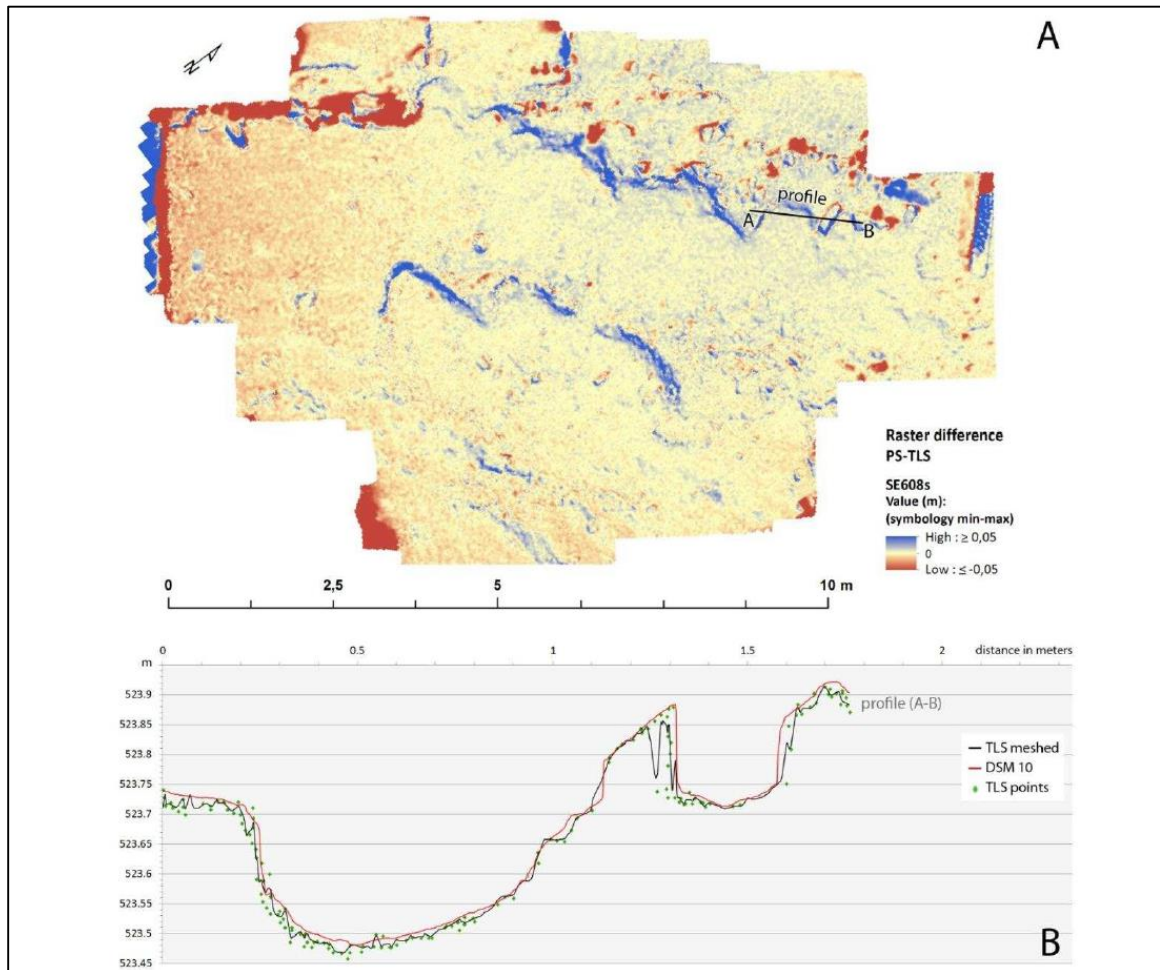 A
N
profile
A
B
Raster difference
PS-TLS
SE608s
Value (m):
(symbology min-max)
High : ≥ 0,05
0
Low : ≤ -0,05
0 2,5 5 10 m
0 0.5 1 1.5 2 distance in meters
m
523.9
523.85
523.8
523.75
523.7
523.65
523.6
523.55
523.5
523.45
profile (A-B)
TLS meshed
DSM 10
TLS points
B